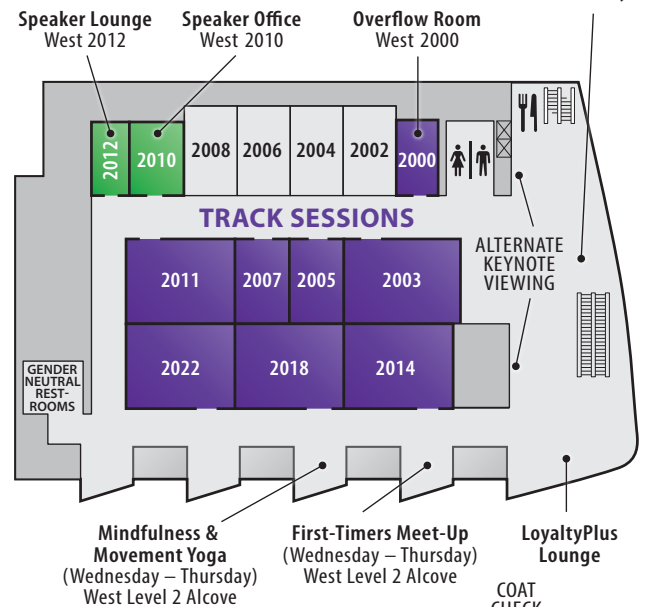 Speaker Lounge
West 2012
Speaker Office
West 2010
Overflow Room
West 2000
2012
2010
2008
2006
2004
2002
2000
TRACK SESSIONS
ALTERNATE
KEYNOTE
VIEWING
2011
2007
2005
2003
2022
2018
2014
GENDER
NEUTRAL
REST-
ROOMS
Mindfulness &
Movement Yoga
(Wednesday – Thursday)
West Level 2 Alcove
First-Timers Meet-Up
(Wednesday – Thursday)
West Level 2 Alcove
LoyaltyPlus
Lounge
COAT
CHECK